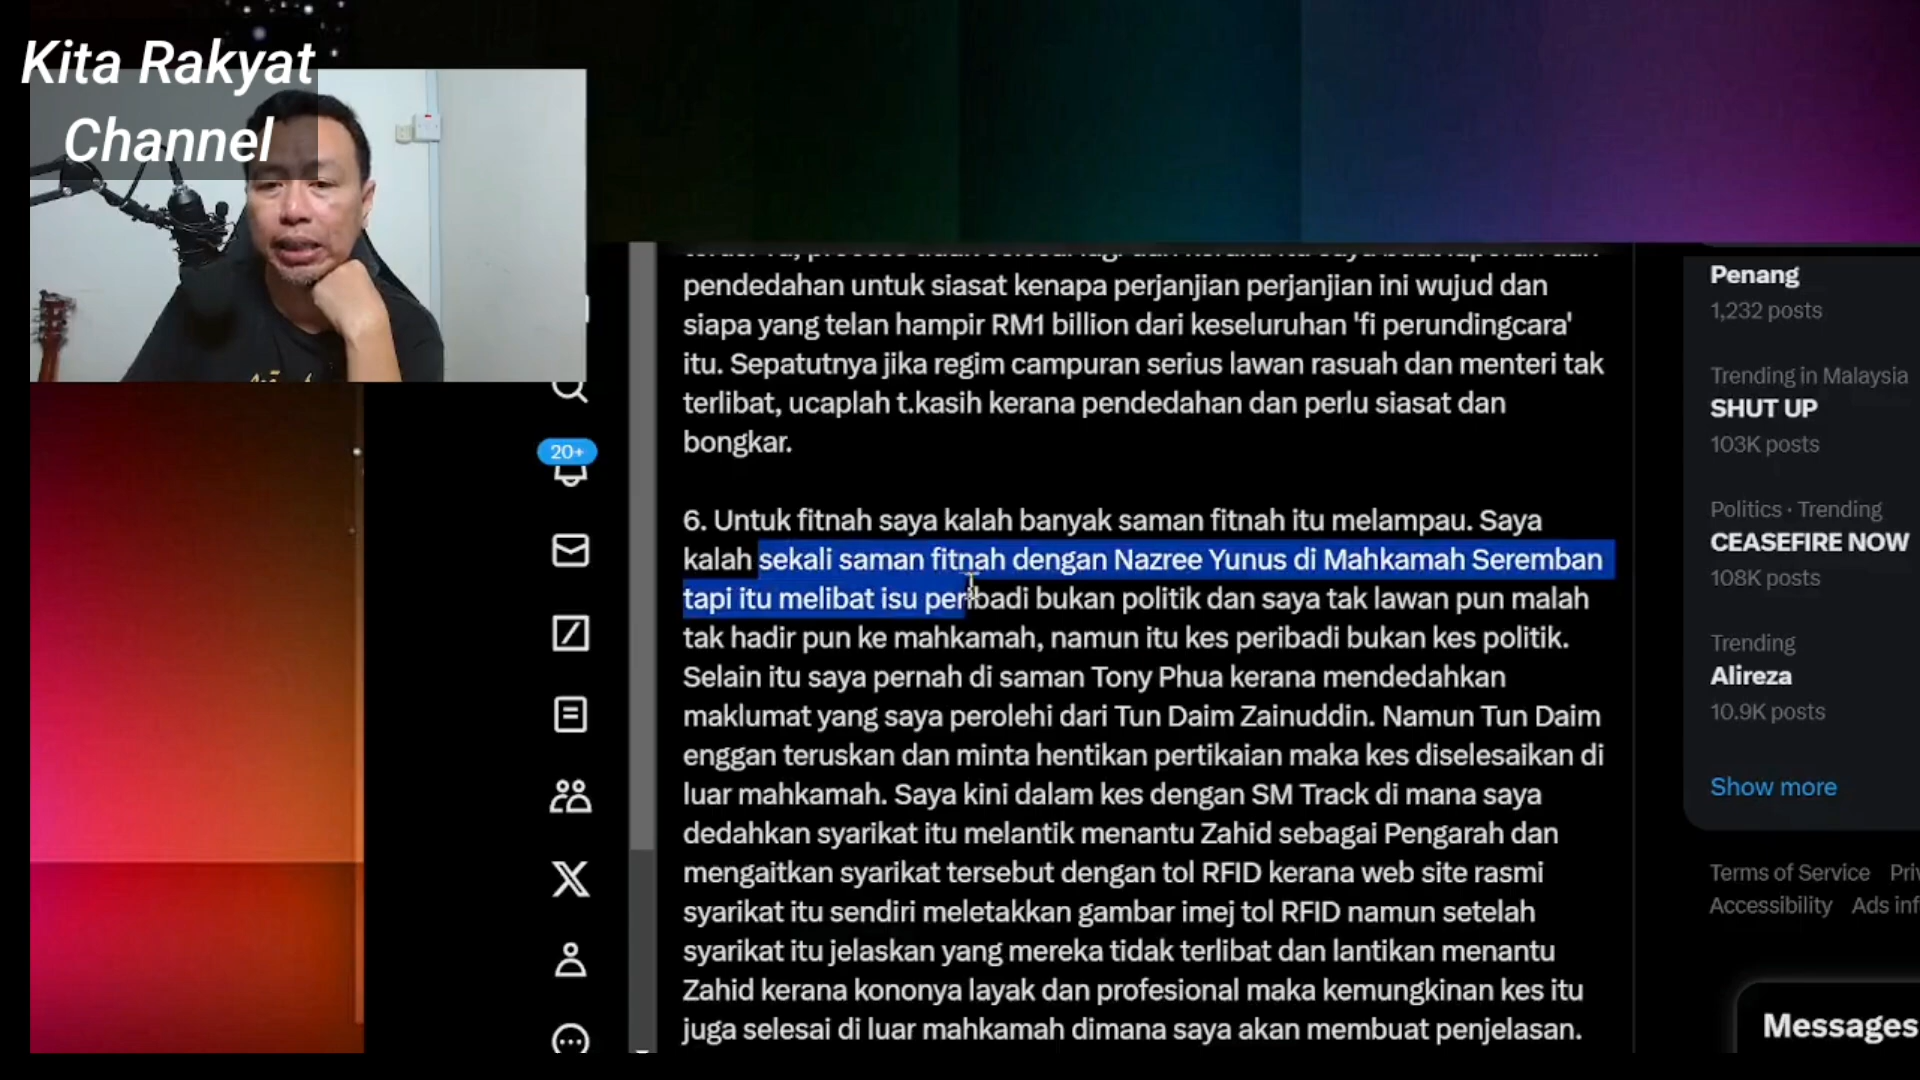 Kita Rakyat
Channel
20+
pendedahan untuk siasat kenapa perjanjian perjanjian ini wujud dan
siapa yang telan hampir RM1 billion dari keseluruhan 'fi perundingcara'
itu. Sepatutnya jika regim campuran serius lawan rasuah dan menteri tak
terlibat, ucaplah t.kasih kerana pendedahan dan perlu siasat dan
bongkar.
6. Untuk fitnah saya kalah banyak saman fitnah itu melampau. Saya
kalah sekali saman fitnah dengan Nazree Yunus di Mahkamah Seremban
tapi itu melibat isu peribadi bukan politik dan saya tak lawan pun malah
tak hadir pun ke mahkamah, namun itu kes peribadi bukan kes politik.
Selain itu saya pernah di saman Tony Phua kerana mendedahkan
maklumat yang saya perolehi dari Tun Daim Zainuddin. Namun Tun Daim
enggan teruskan dan minta hentikan pertikaian maka kes diselesaikan di
luar mahkamah. Saya kini dalam kes dengan SM Track di mana saya
dedahkan syarikat itu melantik menantu Zahid sebagai Pengarah dan
mengaitkan syarikat tersebut dengan tol RFID kerana web site rasmi
syarikat itu sendiri meletakkan gambar imej tol RFID namun setelah
syarikat itu jelaskan yang mereka tidak terlibat dan lantikan menantu
Zahid kerana kononya layak dan profesional maka kemungkinan kes itu
juga selesai di luar mahkamah dimana saya akan membuat penjelasan.
Penang
1,232 posts
Trending in Malaysia
SHUT UP
103K posts
Politics · Trending
CEASEFIRE NOW
108K posts
Trending
Alireza
10.9K posts
Show more
Terms of Service
Accessibility Ads
Messages